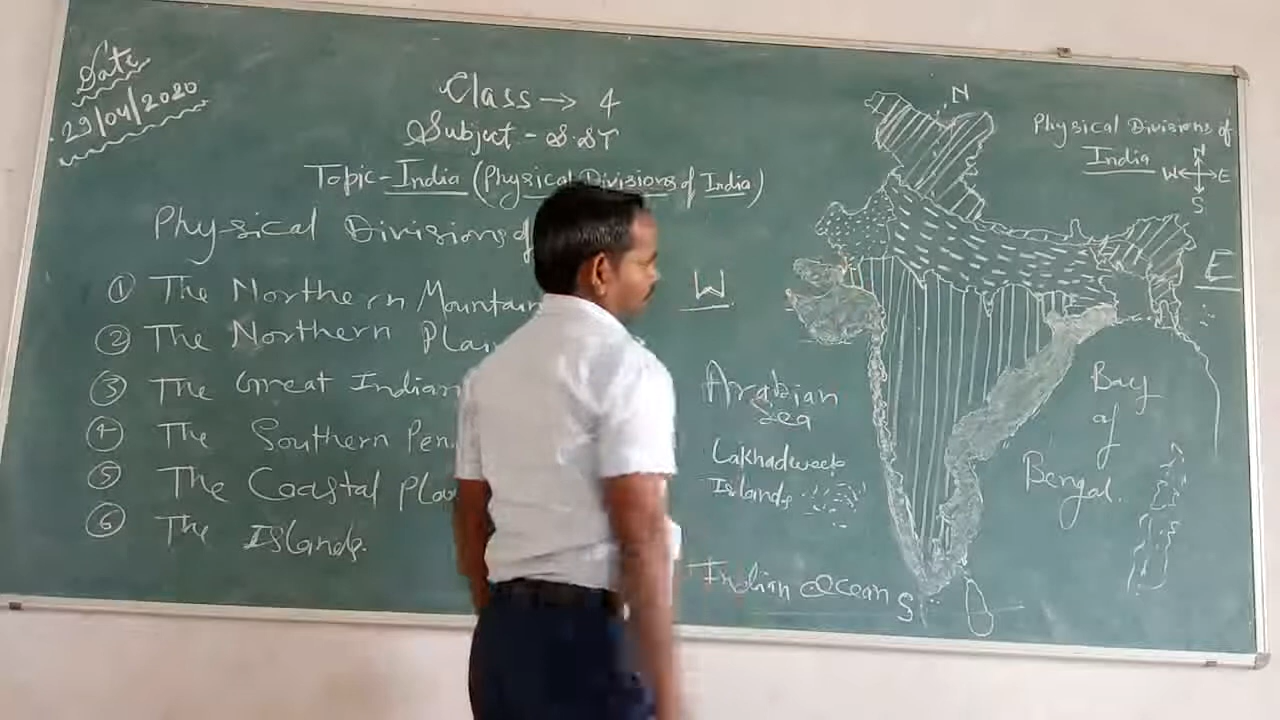 Date
29/04/2020
Class → 4
Subject - S.ST
Topic - India (Physical Divisions of India)
Physical Divisions of
① The Northern Mountain
② The Northern Plai
③ The Great Indian
④ The Southern Pen
⑤ The Coastal Pla
⑥ The Islands.
N
Physical Divisions of
India
N
W E
S
W
E
Arabian
Sea
Lakhadweep
Islands
Bay
of
Bengal.
Indian Ocean
S